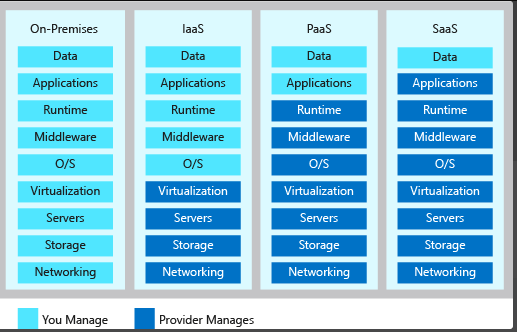 On-Premises
Data
Applications
Runtime
Middleware
O/S
Virtualization
Servers
Storage
Networking
IaaS
Data
Applications
Runtime
Middleware
O/S
Virtualization
Servers
Storage
Networking
PaaS
Data
Applications
Runtime
Middleware
O/S
Virtualization
Servers
Storage
Networking
SaaS
Data
Applications
Runtime
Middleware
O/S
Virtualization
Servers
Storage
Networking
You Manage
Provider Manages